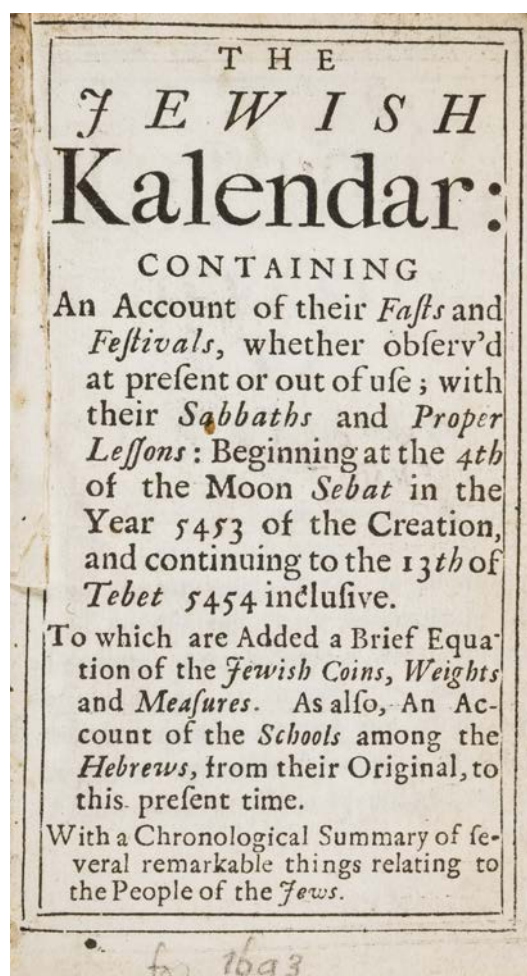 THE
JEWISH
Kalendar:
CONTAINING
An Account of their Faſts and
Feſtivals, whether obſerv'd
at preſent or out of uſe; with
their Sabbaths and Proper
Leſſons: Beginning at the 4th
of the Moon Sebat in the
Year 5453 of the Creation,
and continuing to the 13th of
Tebet 5454 incluſive.
To which are Added a Brief Equa-
tion of the Jewish Coins, Weights
and Meaſures. As alſo, An Ac-
count of the Schools among the
Hebrews, from their Original, to
this preſent time.
With a Chronological Summary of ſe-
veral remarkable things relating to
the People of the Jews.
for 1693